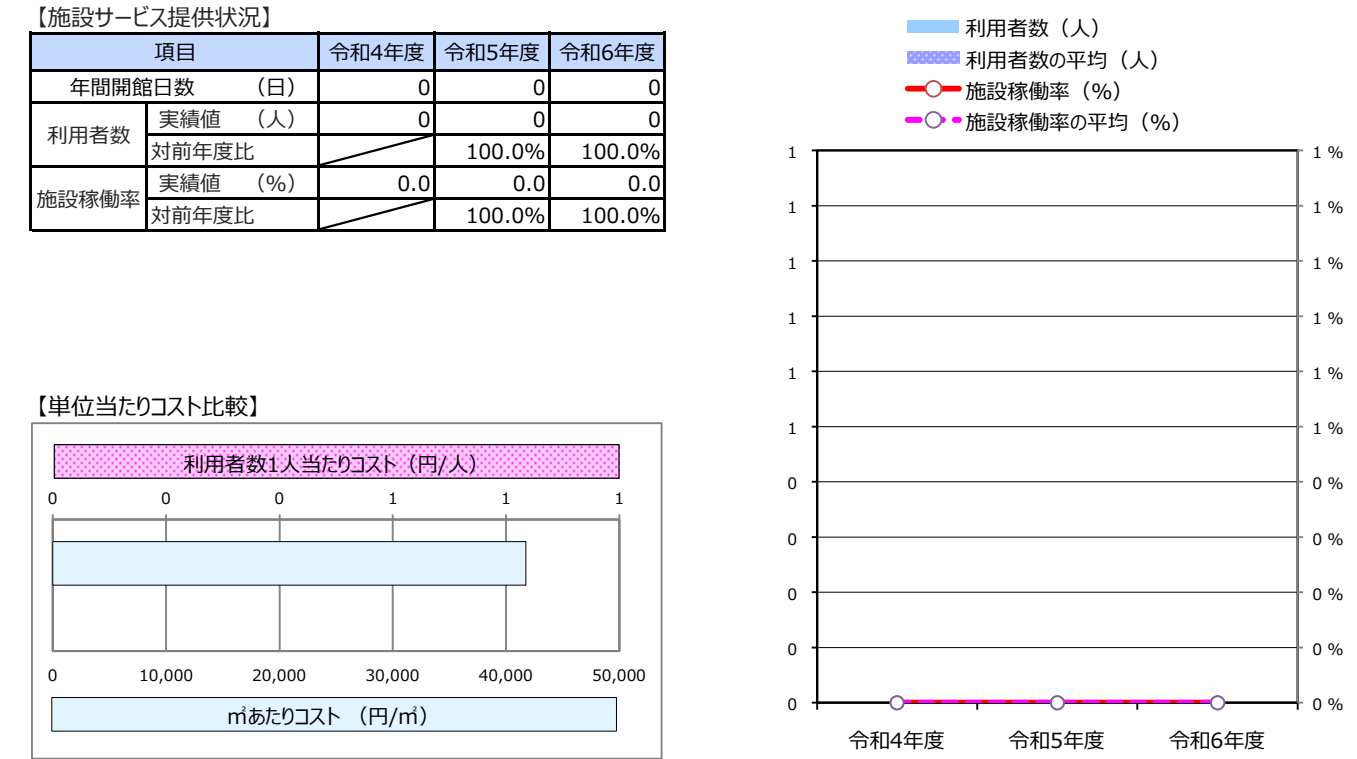 【施設サービス提供状況】
項目 令和4年度 令和5年度 令和6年度
年間開館日数 （日） 0 0 0
利用者数 実績値 （人） 0 0 0
対前年度比 100.0% 100.0%
施設稼働率 実績値 （%） 0.0 0.0 0.0
対前年度比 100.0% 100.0%
【単位当たりコスト比較】
利用者数1人当たりコスト（円/人）
0 0 0 1 1 1
0 10,000 20,000 30,000 40,000 50,000
㎡あたりコスト （円/㎡）
利用者数（人）
利用者数の平均（人）
施設稼働率（%）
施設稼働率の平均（%）
1 1 %
1 1 %
1 1 %
1 1 %
1 1 %
1 1 %
0 0 %
0 0 %
0 0 %
0 0 %
0 0 %
令和4年度 令和5年度 令和6年度